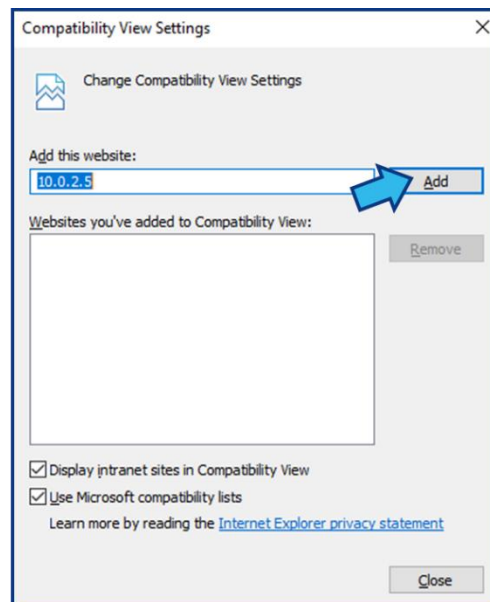 Compatibility View Settings
Change Compatibility View Settings
Add this website:
10.0.2.5
Add
Websites you've added to Compatibility View:
Remove
Display intranet sites in Compatibility View
Use Microsoft compatibility lists
Learn more by reading the Internet Explorer privacy statement
Close